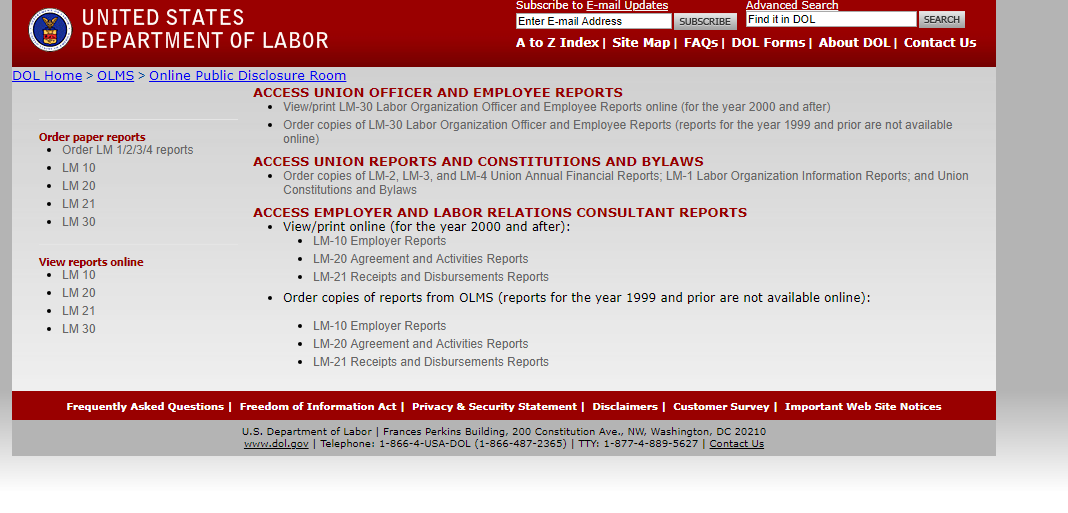 UNITED STATES
DEPARTMENT OF LABOR
Subscribe to E-mail Updates
Enter E-mail Address SUBSCRIBE
Advanced Search
Find it in DOL SEARCH
A to Z Index | Site Map | FAQs | DOL Forms | About DOL | Contact Us
DOL Home > OLMS > Online Public Disclosure Room
Order paper reports
Order LM 1/2/3/4 reports
LM 10
LM 20
LM 21
LM 30
View reports online
LM 10
LM 20
LM 21
LM 30
ACCESS UNION OFFICER AND EMPLOYEE REPORTS
View/print LM-30 Labor Organization Officer and Employee Reports online (for the year 2000 and after)
Order copies of LM-30 Labor Organization Officer and Employee Reports (reports for the year 1999 and prior are not available
online)
ACCESS UNION REPORTS AND CONSTITUTIONS AND BYLAWS
Order copies of LM-2, LM-3, and LM-4 Union Annual Financial Reports; LM-1 Labor Organization Information Reports; and Union
Constitutions and Bylaws
ACCESS EMPLOYER AND LABOR RELATIONS CONSULTANT REPORTS
View/print online (for the year 2000 and after):
LM-10 Employer Reports
LM-20 Agreement and Activities Reports
LM-21 Receipts and Disbursements Reports
Order copies of reports from OLMS (reports for the year 1999 and prior are not available online):
LM-10 Employer Reports
LM-20 Agreement and Activities Reports
LM-21 Receipts and Disbursements Reports
Frequently Asked Questions | Freedom of Information Act | Privacy & Security Statement | Disclaimers | Customer Survey | Important Web Site Notices
U.S. Department of Labor | Frances Perkins Building, 200 Constitution Ave., NW, Washington, DC 20210
www.dol.gov | Telephone: 1-866-4-USA-DOL (1-866-487-2365) | TTY: 1-877-4-889-5627 | Contact Us